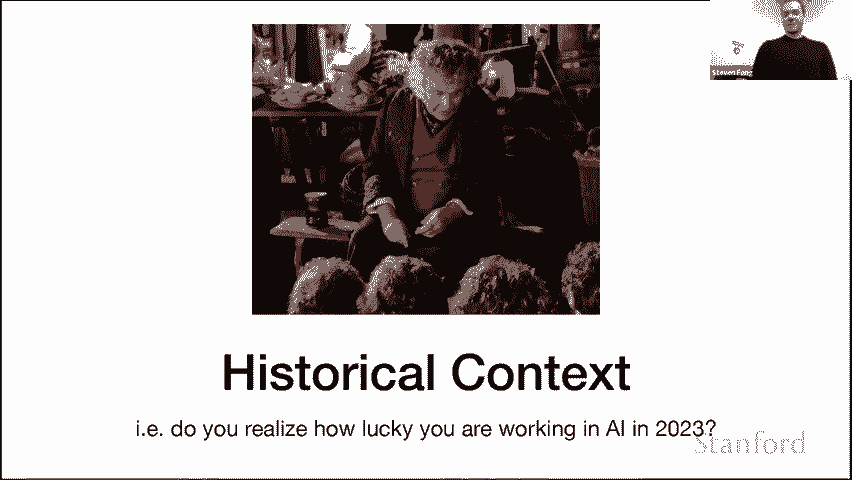 Steven Feng
Historical Context
i.e. do you realize how lucky you are working in AI in 2023?
Stanford